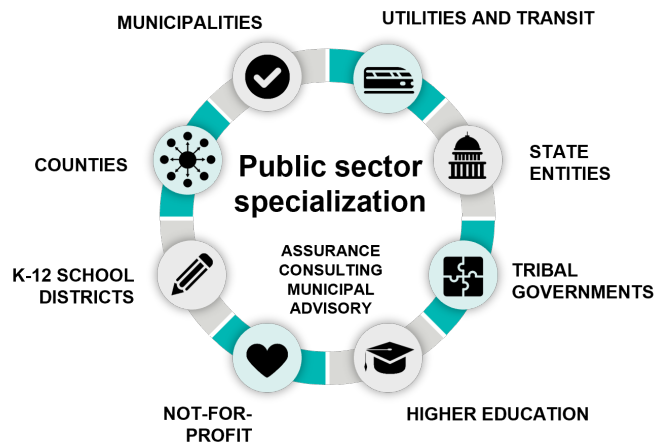 MUNICIPALITIES
UTILITIES AND TRANSIT
COUNTIES
Public sector
specialization
STATE
ENTITIES
K-12 SCHOOL
DISTRICTS
ASSURANCE
CONSULTING
MUNICIPAL
ADVISORY
TRIBAL
GOVERNMENTS
NOT-FOR-
PROFIT
HIGHER EDUCATION